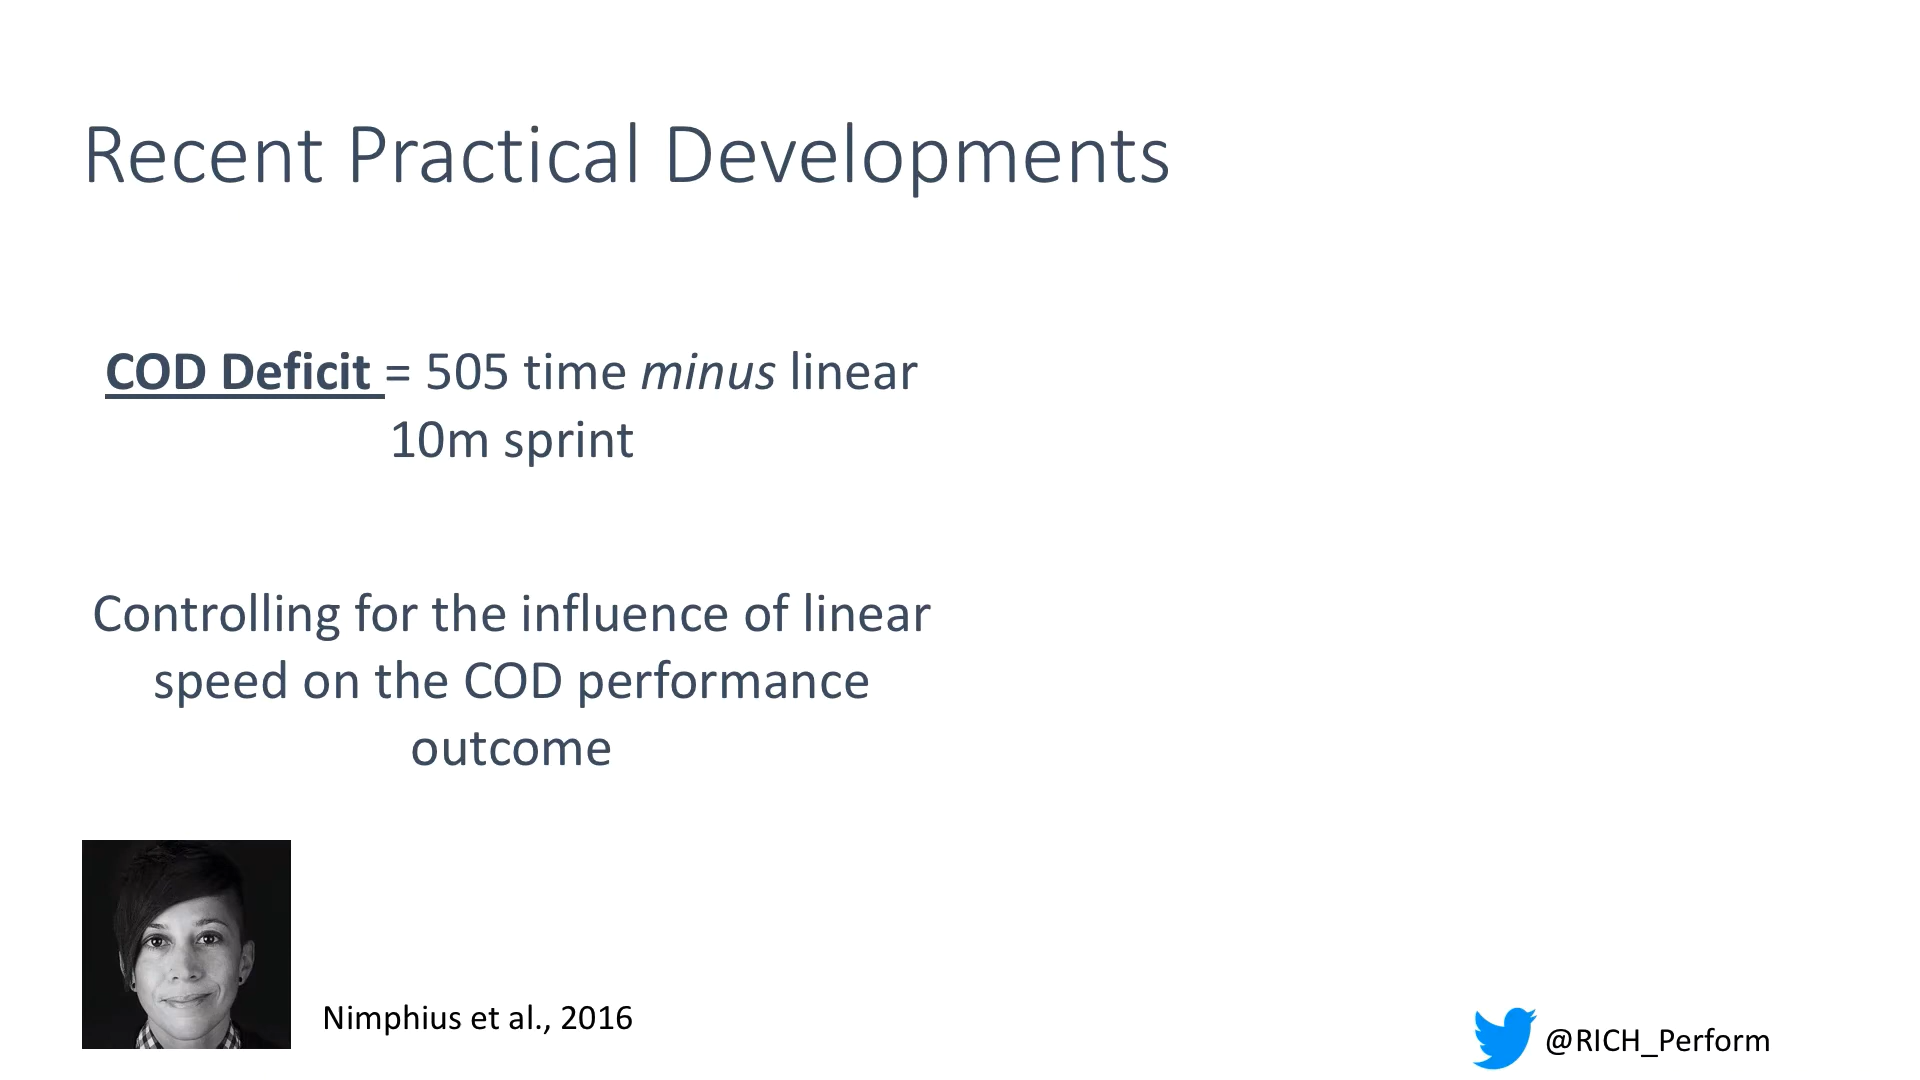 Recent Practical Developments
COD Deficit = 505 time minus linear
10m sprint
Controlling for the influence of linear
speed on the COD performance
outcome
Nimphius et al., 2016
@RICH_Perform